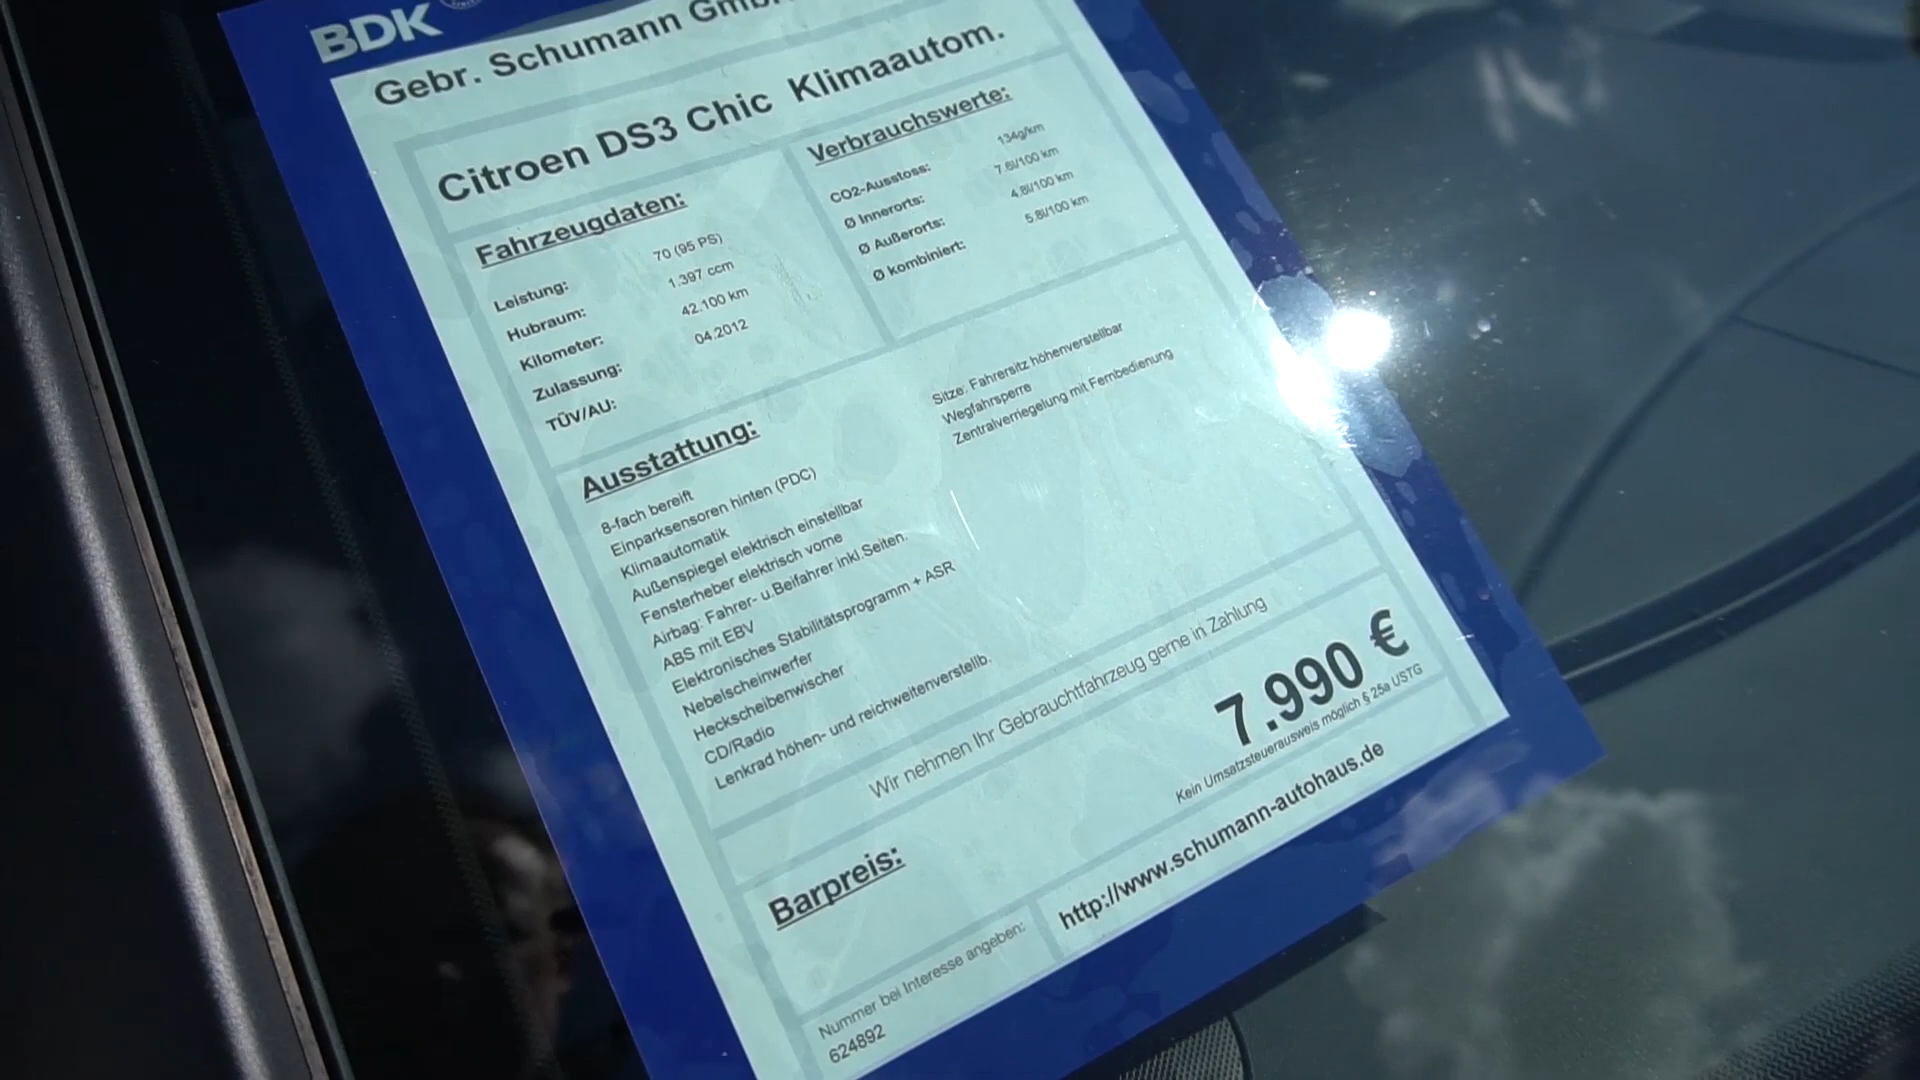 BDK
Gebr. Schumann GmbH
Citroen DS3 Chic Klimaautom.
Fahrzeugdaten:
Leistung: 70 (95 PS)
Hubraum: 1.397 ccm
Kilometer: 42.100 km
Zulassung: 04.2012
TÜV/AU:
Verbrauchswerte:
CO2-Ausstoss: 134g/km
Ø Innerorts: 7.6l/100 km
Ø Außerorts: 4.8l/100 km
Ø kombiniert: 5.8l/100 km
Ausstattung:
8-fach bereift
Einparksensoren hinten (PDC)
Klimaautomatik
Außenspiegel elektrisch einstellbar
Fensterheber elektrisch vorne
Airbag: Fahrer- u.Beifahrer inkl.Seiten.
ABS mit EBV
Elektronisches Stabilitätsprogramm + ASR
Nebelscheinwerfer
Heckscheibenwischer
CD/Radio
Lenkrad höhen- und reichweitenverstellb.
Sitze: Fahrersitz höhenverstellbar
Wegfahrsperre
Zentralverriegelung mit Fernbedienung
Wir nehmen Ihr Gebrauchtfahrzeug gerne in Zahlung
Barpreis: 7.990 €
Kein Umsatzsteuerausweis möglich § 25a USTG
Nummer bei Interesse angeben:
624892
http://www.schumann-autohaus.de